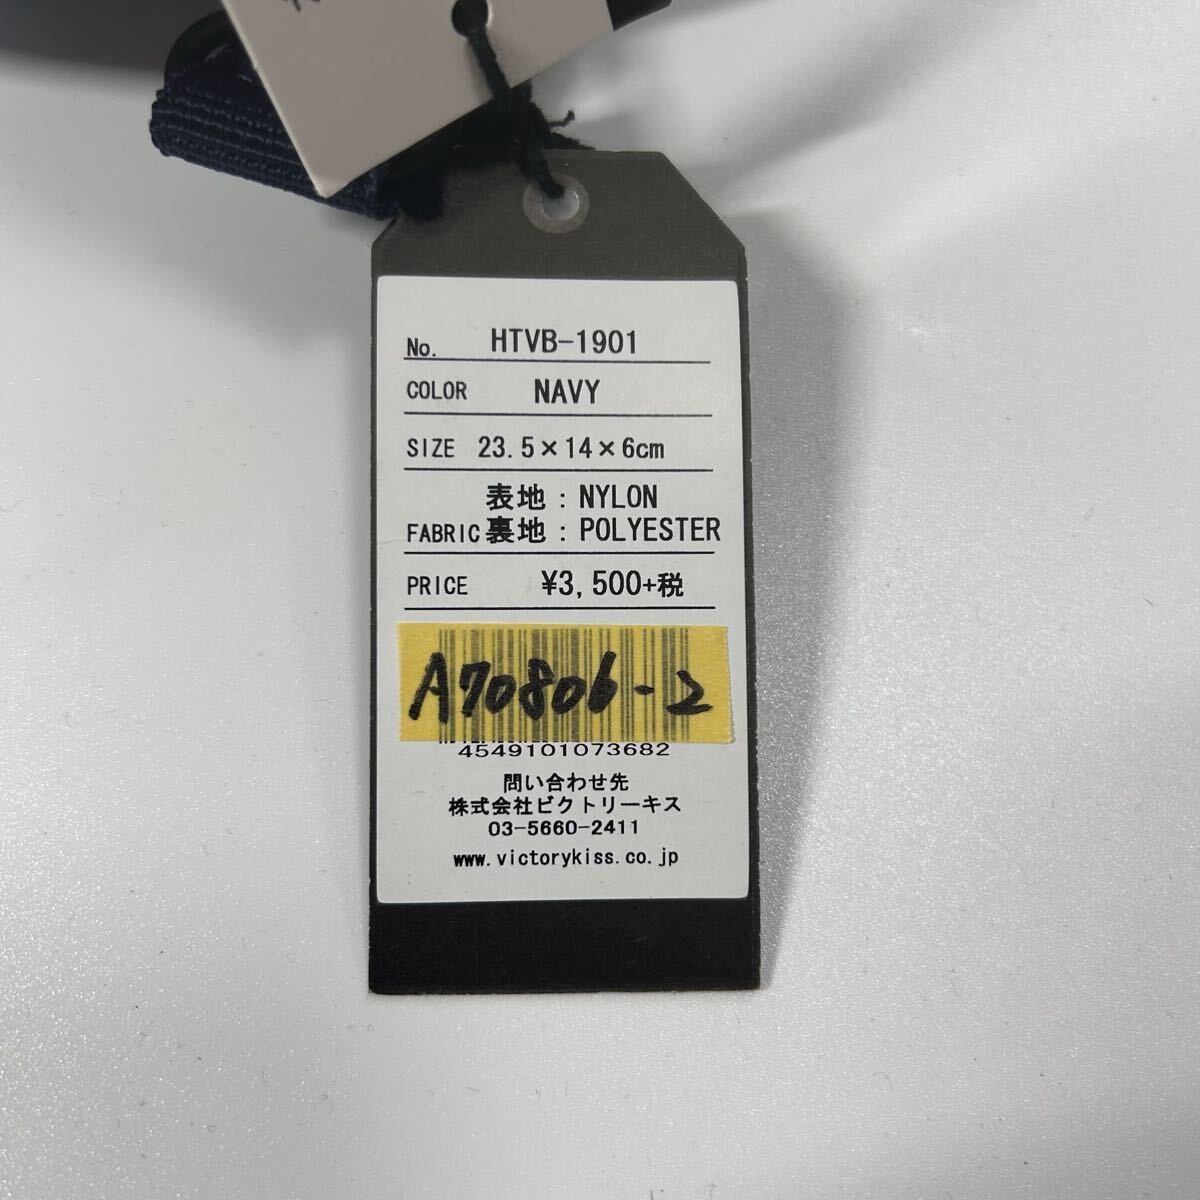 No. HTVB-1901
COLOR NAVY
SIZE 23.5×14×6cm
表地：NYLON
FABRIC 裏地：POLYESTER
PRICE ¥3,500+税
A70806-2
4549101073682
問い合わせ先
株式会社ビクトリーキス
03-5660-2411
www.victorykiss.co.jp